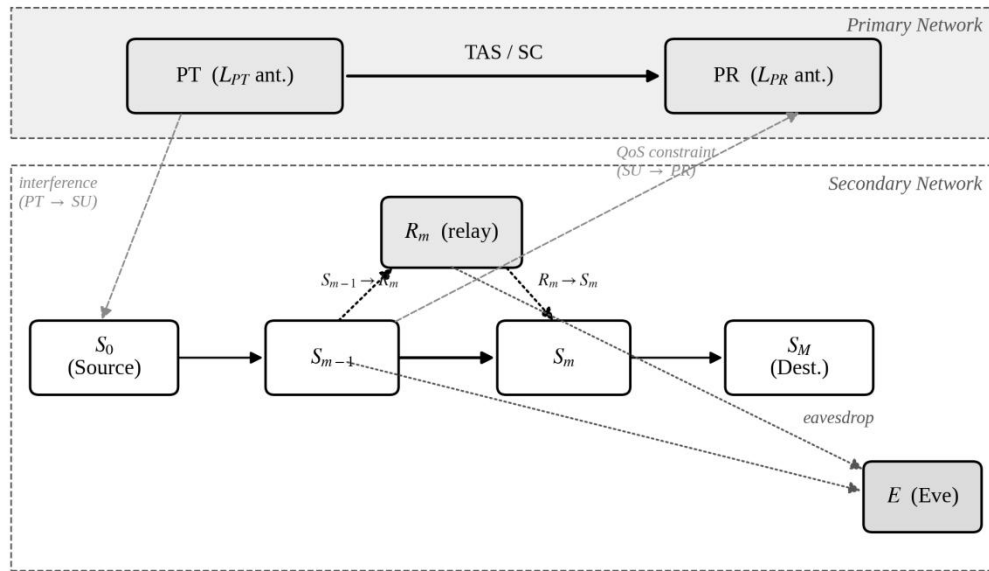 Primary Network
PT (L_PT ant.)
TAS / SC
PR (L_PR ant.)
QoS constraint
(SU → PR)
interference
(PT → SU)
Secondary Network
R_m (relay)
S_{m−1} → R_m
R_m → S_m
S_0
(Source)
S_{m−1}
S_m
S_M
(Dest.)
eavesdrop
E (Eve)